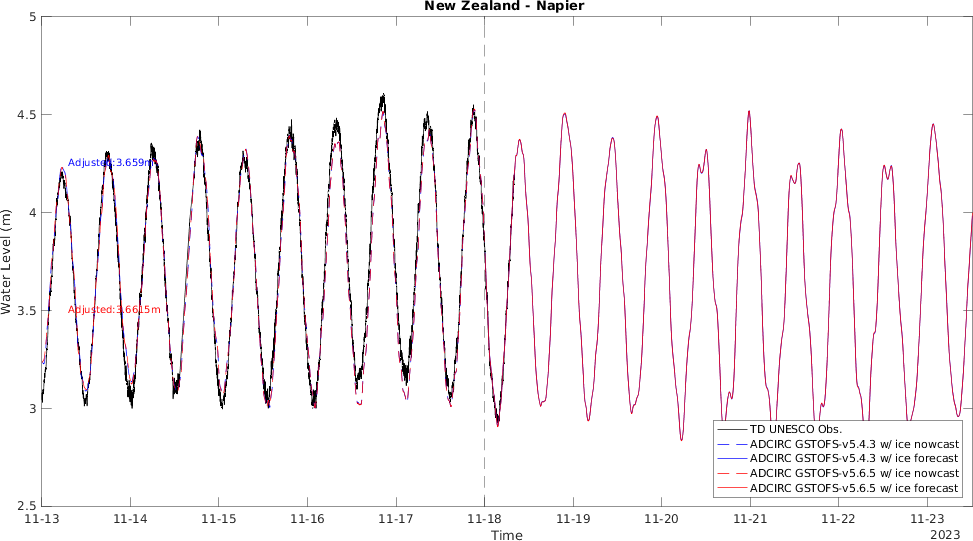 New Zealand - Napier
5
4.5
4
3.5
3
2.5
Water Level (m)
Adjusted:3.659m
Adjusted:3.6615m
TD UNESCO Obs.
ADCIRC GSTOFS-v5.4.3 w/ ice nowcast
ADCIRC GSTOFS-v5.4.3 w/ ice forecast
ADCIRC GSTOFS-v5.6.5 w/ ice nowcast
ADCIRC GSTOFS-v5.6.5 w/ ice forecast
11-13 11-14 11-15 11-16 11-17 11-18 11-19 11-20 11-21 11-22 11-23
Time
2023